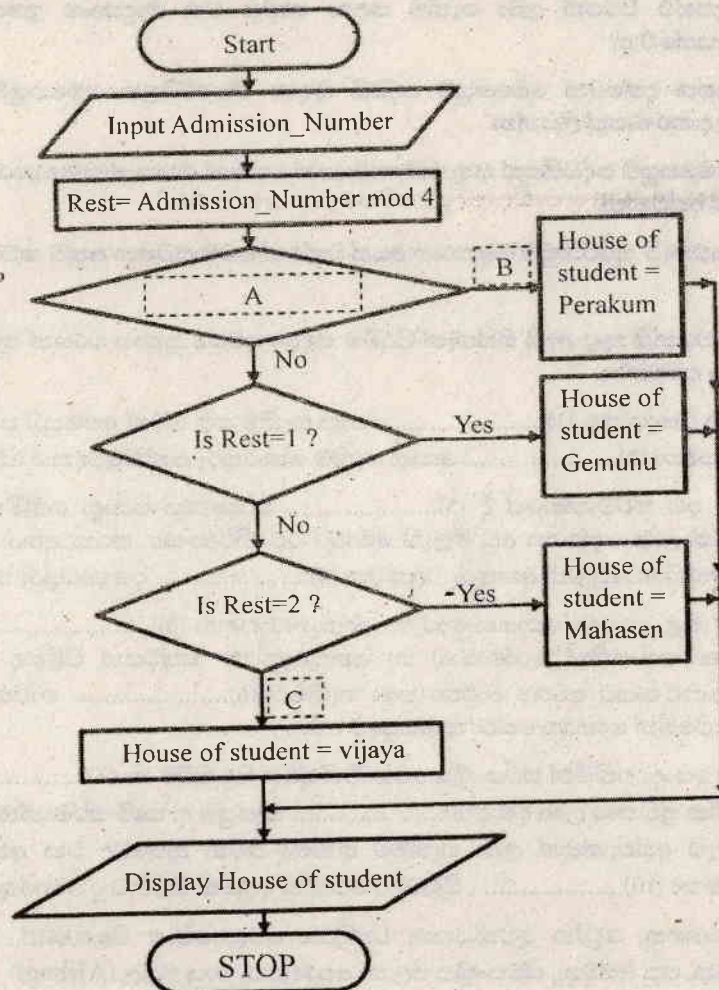 Start
Input Admission_Number
Rest= Admission_Number mod 4
A
B
House of
student =
Perakum
No
Is Rest=1 ?
Yes
House of
student =
Gemunu
No
Is Rest=2 ?
-Yes
House of
student =
Mahasen
C
House of student = vijaya
Display House of student
STOP